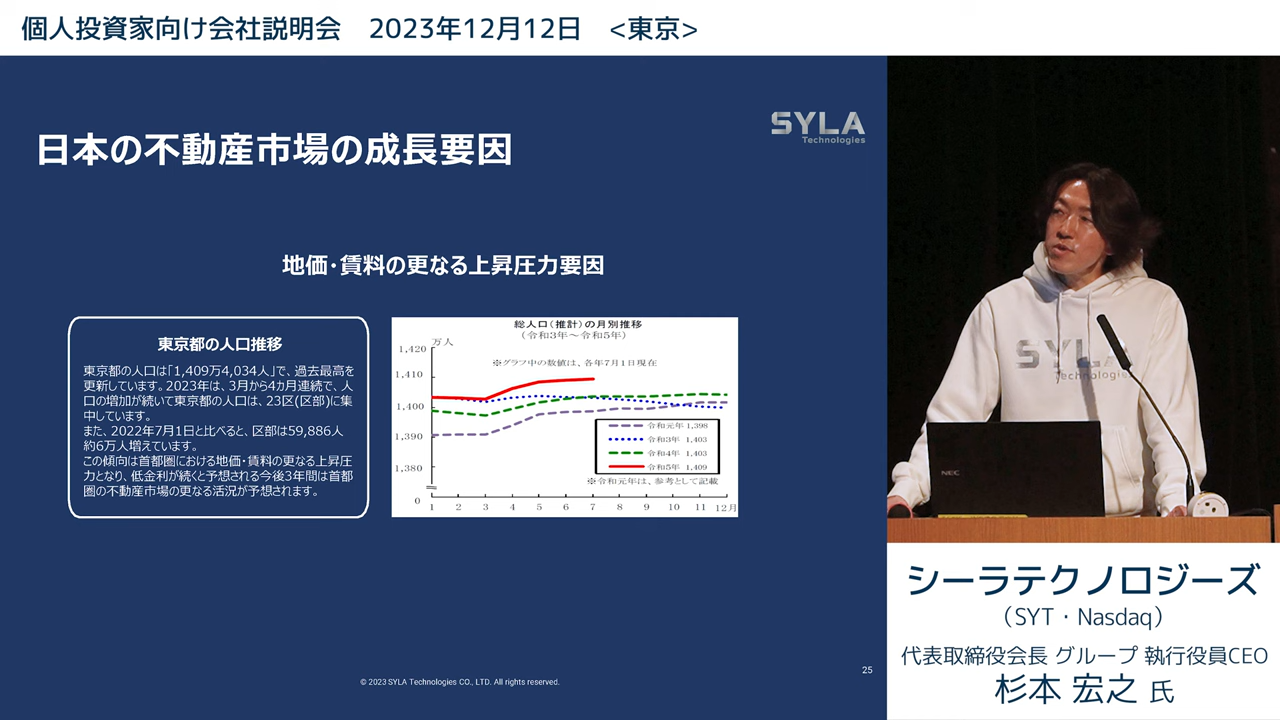 個人投資家向け会社説明会　2023年12月12日　<東京>
日本の不動産市場の成長要因
SYLA
Technologies
地価・賃料の更なる上昇圧力要因
東京都の人口推移
東京都の人口は「1,409万4,034人」で、過去最高を
更新しています。2023年は、3月から4カ月連続で、人
口の増加が続いて東京都の人口は、23区(区部)に集
中しています。
また、2022年7月1日と比べると、区部は59,886人
約6万人増えています。
この傾向は首都圏における地価・賃料の更なる上昇圧
力となり、低金利が続くと予想される今後3年間は首都
圏の不動産市場の更なる活況が予想されます。
総人口（推計）の月別推移
（令和3年～令和5年）
万人
※グラフ中の数値は、各年7月1日現在
1,420
1,410
1,400
1,390
1,380
0
令和元年 1,398
令和3年 1,403
令和4年 1,403
令和5年 1,409
※令和元年は、参考として記載
1 2 3 4 5 6 7 8 9 10 11 12月
25
© 2023 SYLA Technologies CO., LTD. All rights reserved.
SYLA
Technologies
NEC
シーラテクノロジーズ
（SYT・Nasdaq）
代表取締役会長 グループ 執行役員CEO
杉本 宏之 氏